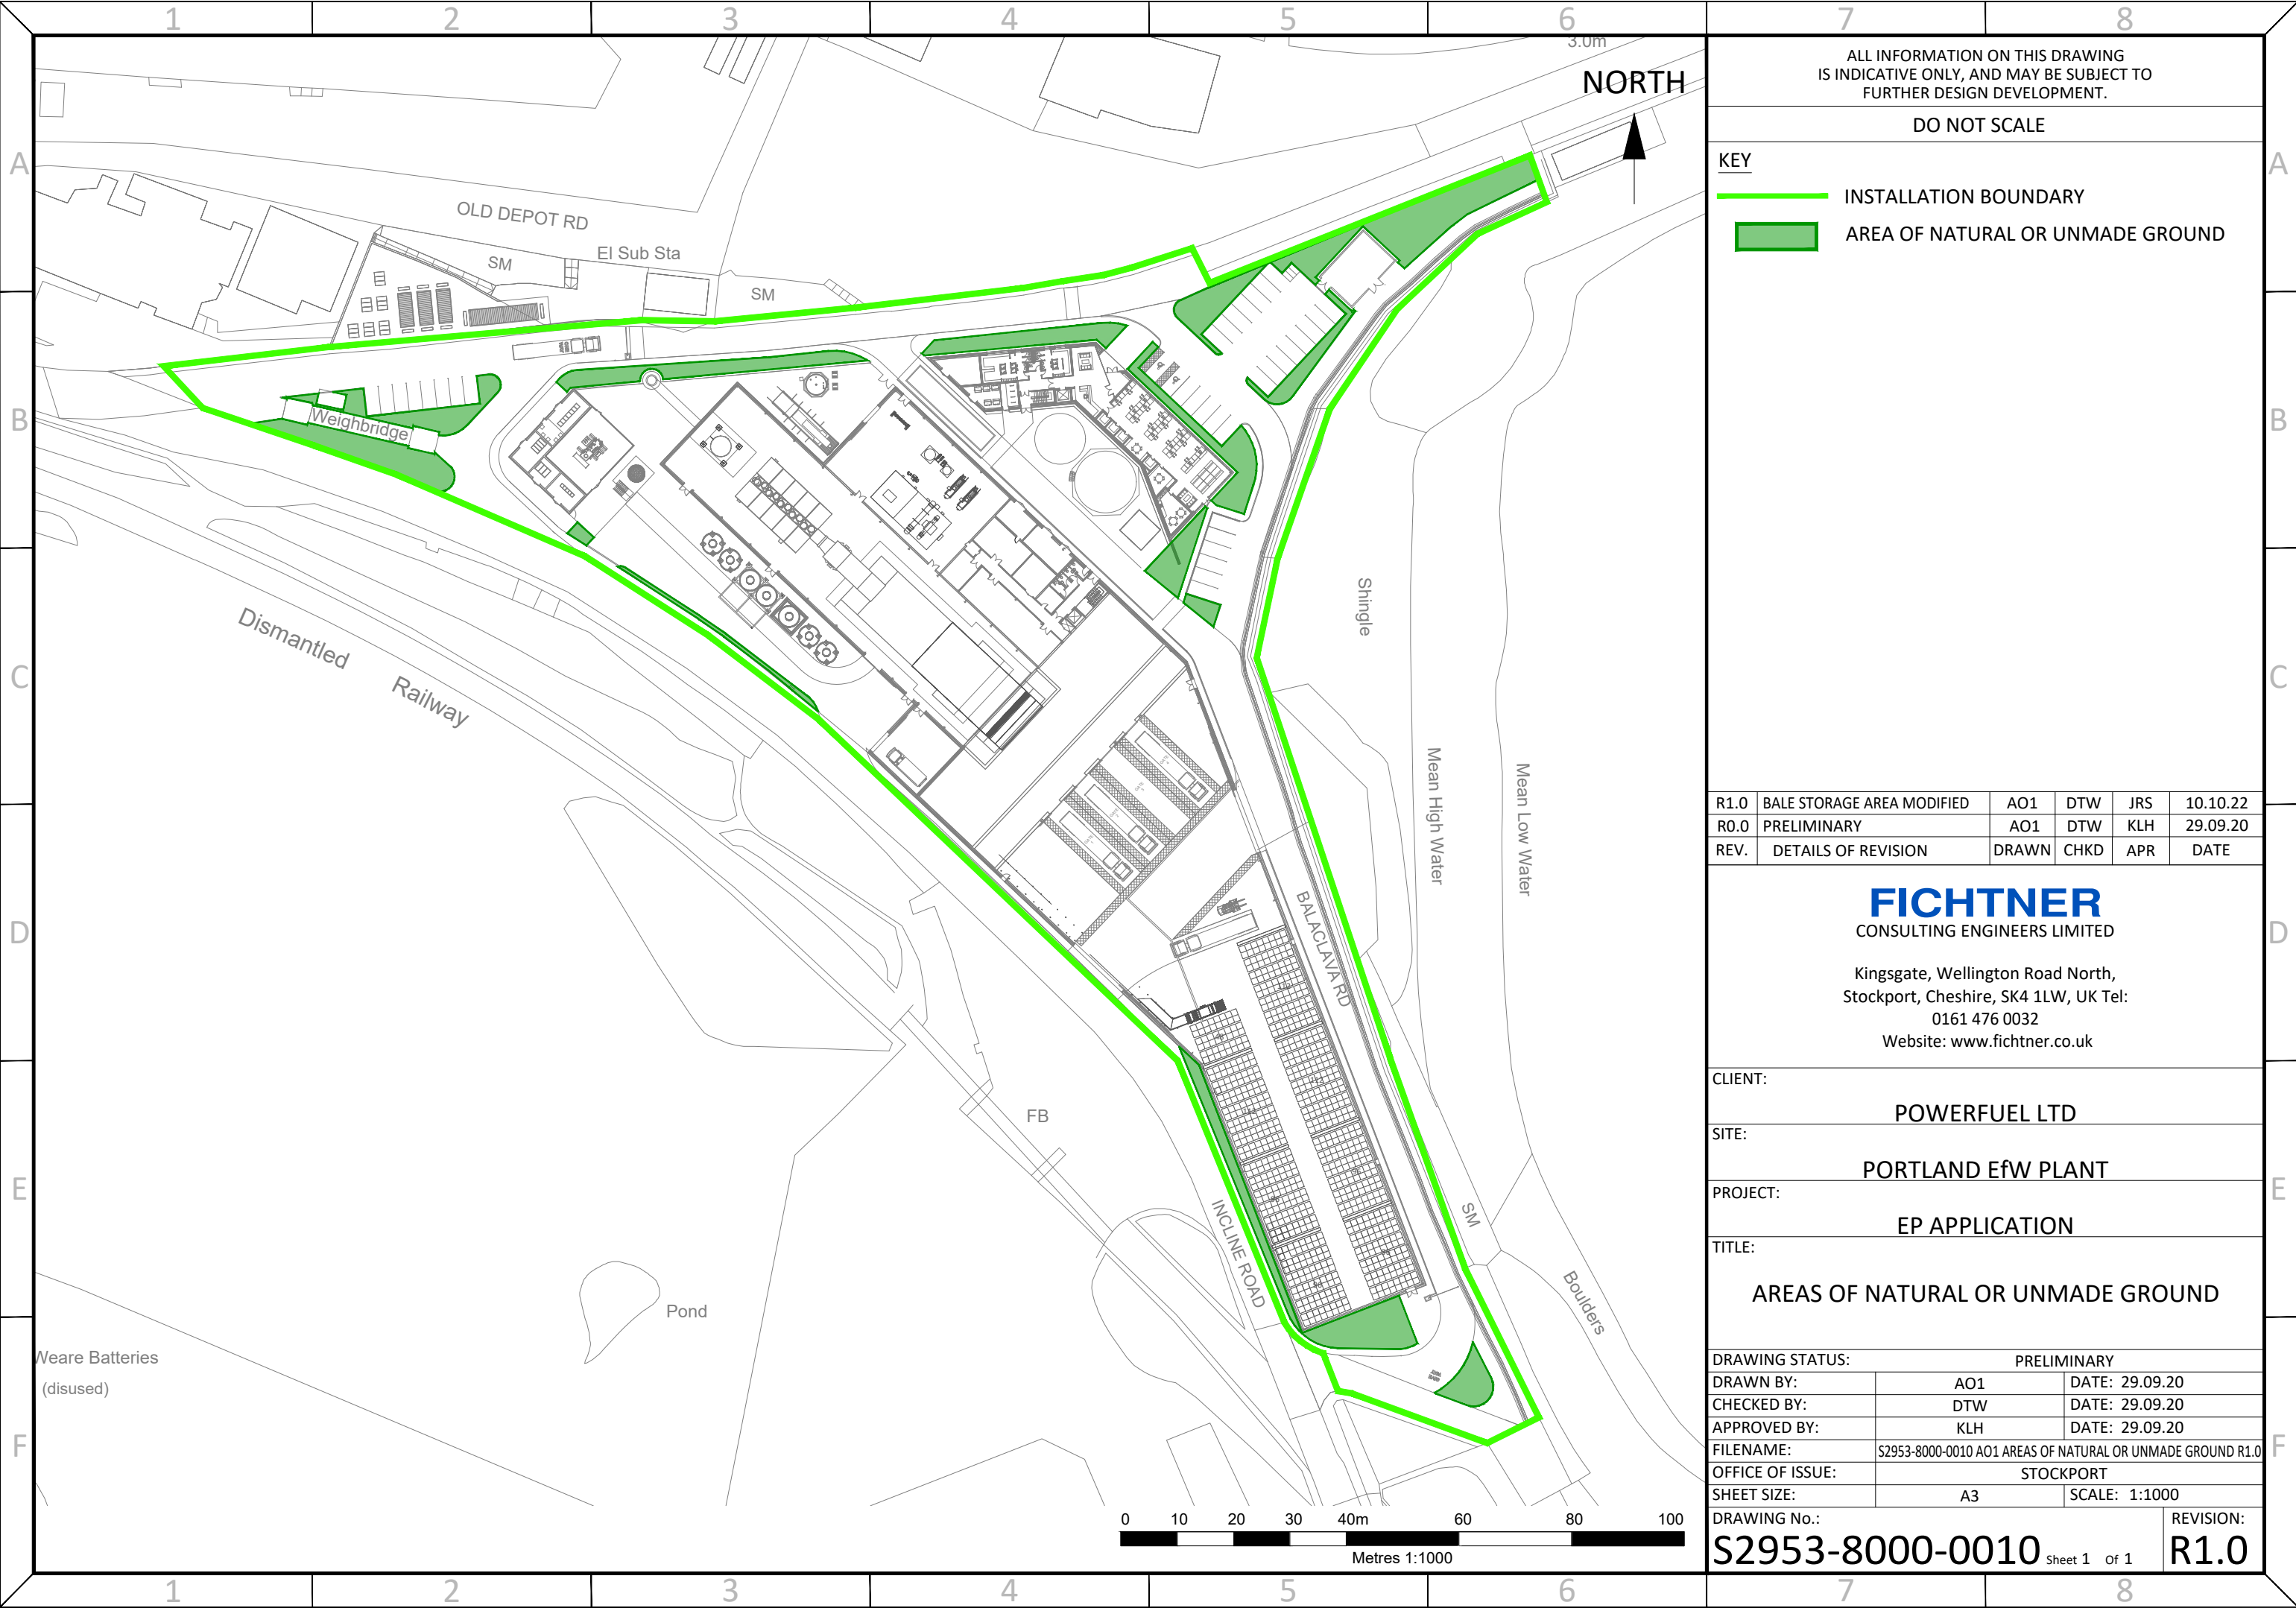 1 2 3 4 5 6 7 8
3.0m
NORTH
A A
OLD DEPOT RD
El Sub Sta
SM
SM
B B
Weighbridge
Shingle
C C
Dismantled
Railway
Mean High Water
Mean Low Water
D D
BALACLAVA RD
FB
E E
INCLINE ROAD
SM
Boulders
Pond
Weare Batteries
(disused)
F F
0 10 20 30 40m 60 80 100
Metres 1:1000
1 2 3 4 5 6 7 8
ALL INFORMATION ON THIS DRAWING
IS INDICATIVE ONLY, AND MAY BE SUBJECT TO
FURTHER DESIGN DEVELOPMENT.
DO NOT SCALE
KEY
INSTALLATION BOUNDARY
AREA OF NATURAL OR UNMADE GROUND
R1.0 BALE STORAGE AREA MODIFIED AO1 DTW JRS 10.10.22
R0.0 PRELIMINARY AO1 DTW KLH 29.09.20
REV. DETAILS OF REVISION DRAWN CHKD APR DATE
FICHTNER
CONSULTING ENGINEERS LIMITED
Kingsgate, Wellington Road North,
Stockport, Cheshire, SK4 1LW, UK Tel:
0161 476 0032
Website: www.fichtner.co.uk
CLIENT:
POWERFUEL LTD
SITE:
PORTLAND EfW PLANT
PROJECT:
EP APPLICATION
TITLE:
AREAS OF NATURAL OR UNMADE GROUND
DRAWING STATUS: PRELIMINARY
DRAWN BY: AO1 DATE: 29.09.20
CHECKED BY: DTW DATE: 29.09.20
APPROVED BY: KLH DATE: 29.09.20
FILENAME: S2953-8000-0010 AO1 AREAS OF NATURAL OR UNMADE GROUND R1.0
OFFICE OF ISSUE: STOCKPORT
SHEET SIZE: A3 SCALE: 1:1000
DRAWING No.: REVISION:
S2953-8000-0010 Sheet 1 Of 1 R1.0